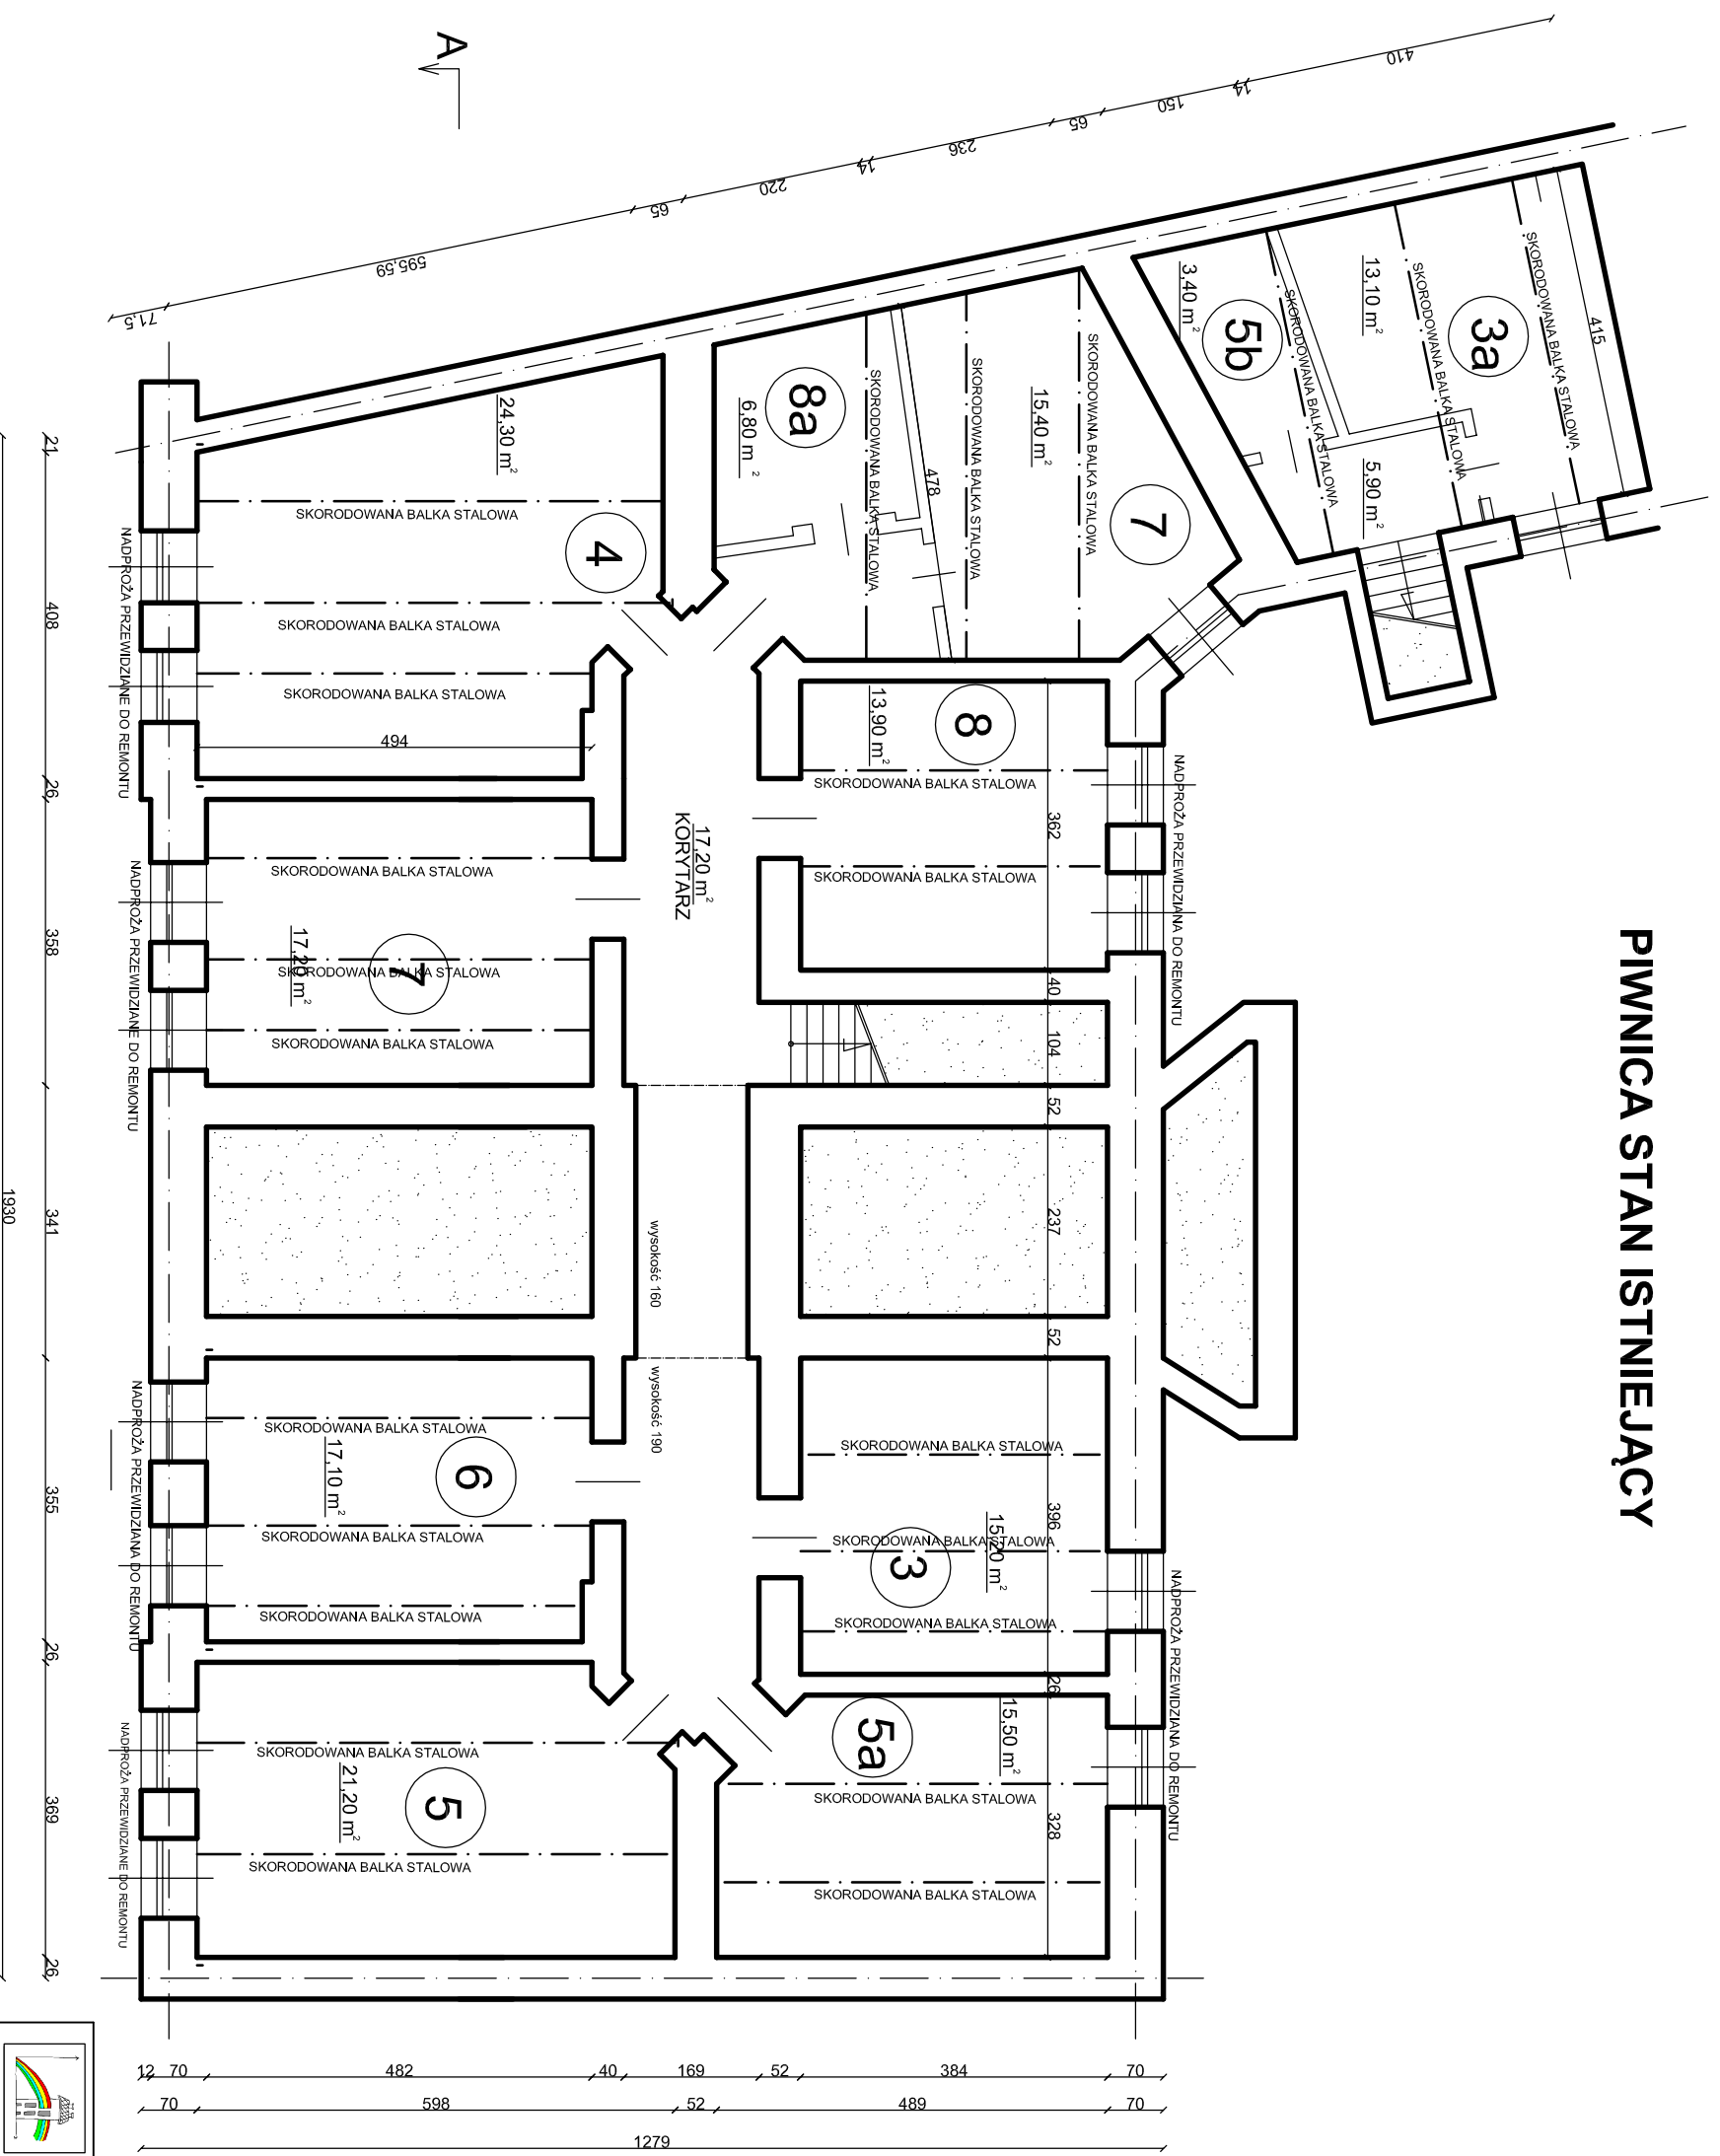 PIWNICA STAN ISTNIEJĄCY
A
410
14
150
65
236
14
220
65
595,59
71,5
SKORODOWANA BALKA STALOWA
415
3a
13,10 m²
SKORODOWANA BALKA STALOWA
5b
3,40 m²
SKORODOWANA BALKA STALOWA
5,90 m²
7
15,40 m²
SKORODOWANA BALKA STALOWA
SKORODOWANA BALKA STALOWA
478
8a
6,80 m²
SKORODOWANA BALKA STALOWA
4
24,30 m²
SKORODOWANA BALKA STALOWA
SKORODOWANA BALKA STALOWA
SKORODOWANA BALKA STALOWA
494
NADPROŻA PRZEWIDZIANE DO REMONTU
8
13,90 m²
SKORODOWANA BALKA STALOWA
SKORODOWANA BALKA STALOWA
NADPROŻA PRZEWIDZIANA DO REMONTU
362
40
104
52
237
52
396
26
328
17,20 m²
KORYTARZ
7
17,20 m²
SKORODOWANA BALKA STALOWA
SKORODOWANA BALKA STALOWA
SKORODOWANA BALKA STALOWA
NADPROŻA PRZEWIDZIANE DO REMONTU
wysokość 160
wysokość 190
6
17,10 m²
SKORODOWANA BALKA STALOWA
SKORODOWANA BALKA STALOWA
SKORODOWANA BALKA STALOWA
NADPROŻA PRZEWIDZIANA DO REMONTU
3
15,20 m²
SKORODOWANA BALKA STALOWA
SKORODOWANA BALKA STALOWA
SKORODOWANA BALKA STALOWA
NADPROŻA PRZEWIDZIANA DO REMONTU
5a
15,50 m²
SKORODOWANA BALKA STALOWA
SKORODOWANA BALKA STALOWA
5
21,20 m²
SKORODOWANA BALKA STALOWA
SKORODOWANA BALKA STALOWA
NADPROŻA PRZEWIDZIANE DO REMONTU
21
408
26
358
341
355
26
369
26
1930
12
70
482
40
169
52
384
70
70
598
52
489
70
1279